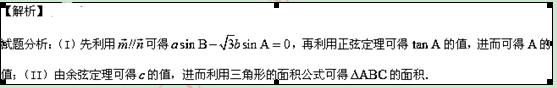 【解析】
试题分析：(I) 先利用 m⃗//n⃗ 可得 a sin B − √3b sin A = 0，再利用正弦定理可得 tan A 的值，进而可得 A的
值；(II) 由余弦定理可得 c 的值，进而利用三角形的面积公式可得 ΔABC 的面积．